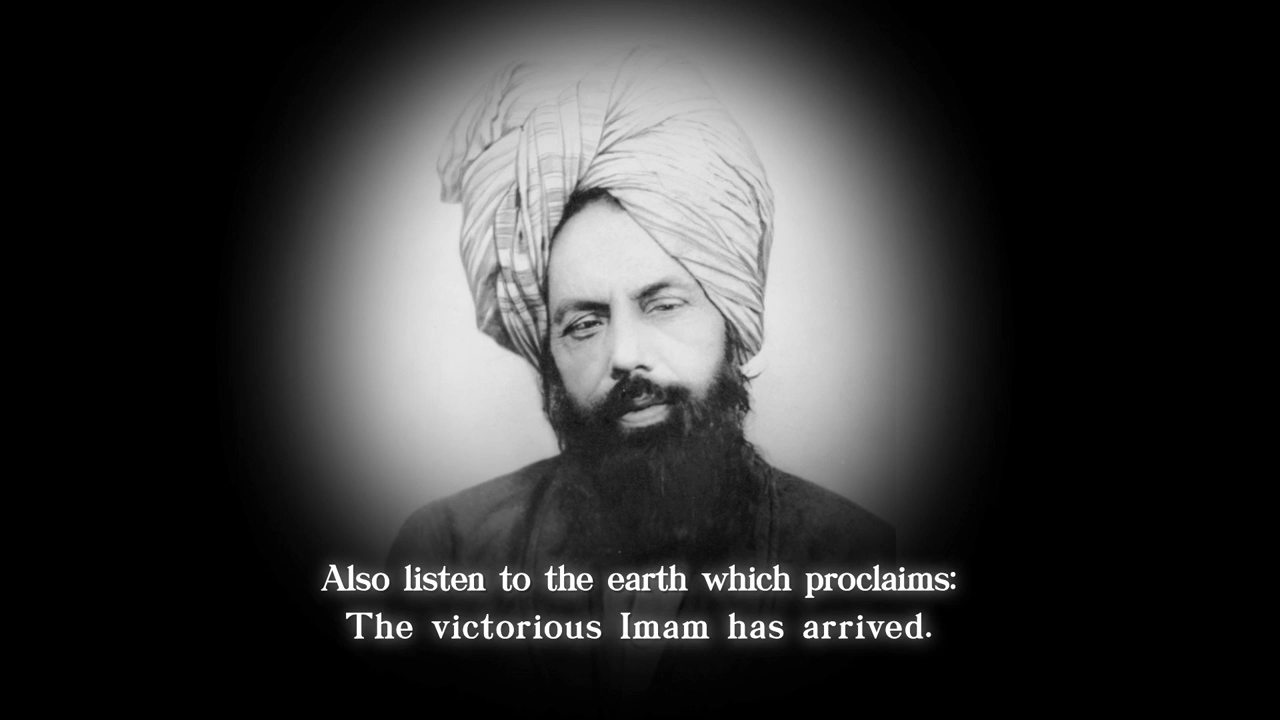 Also listen to the earth which proclaims:
The victorious Imam has arrived.